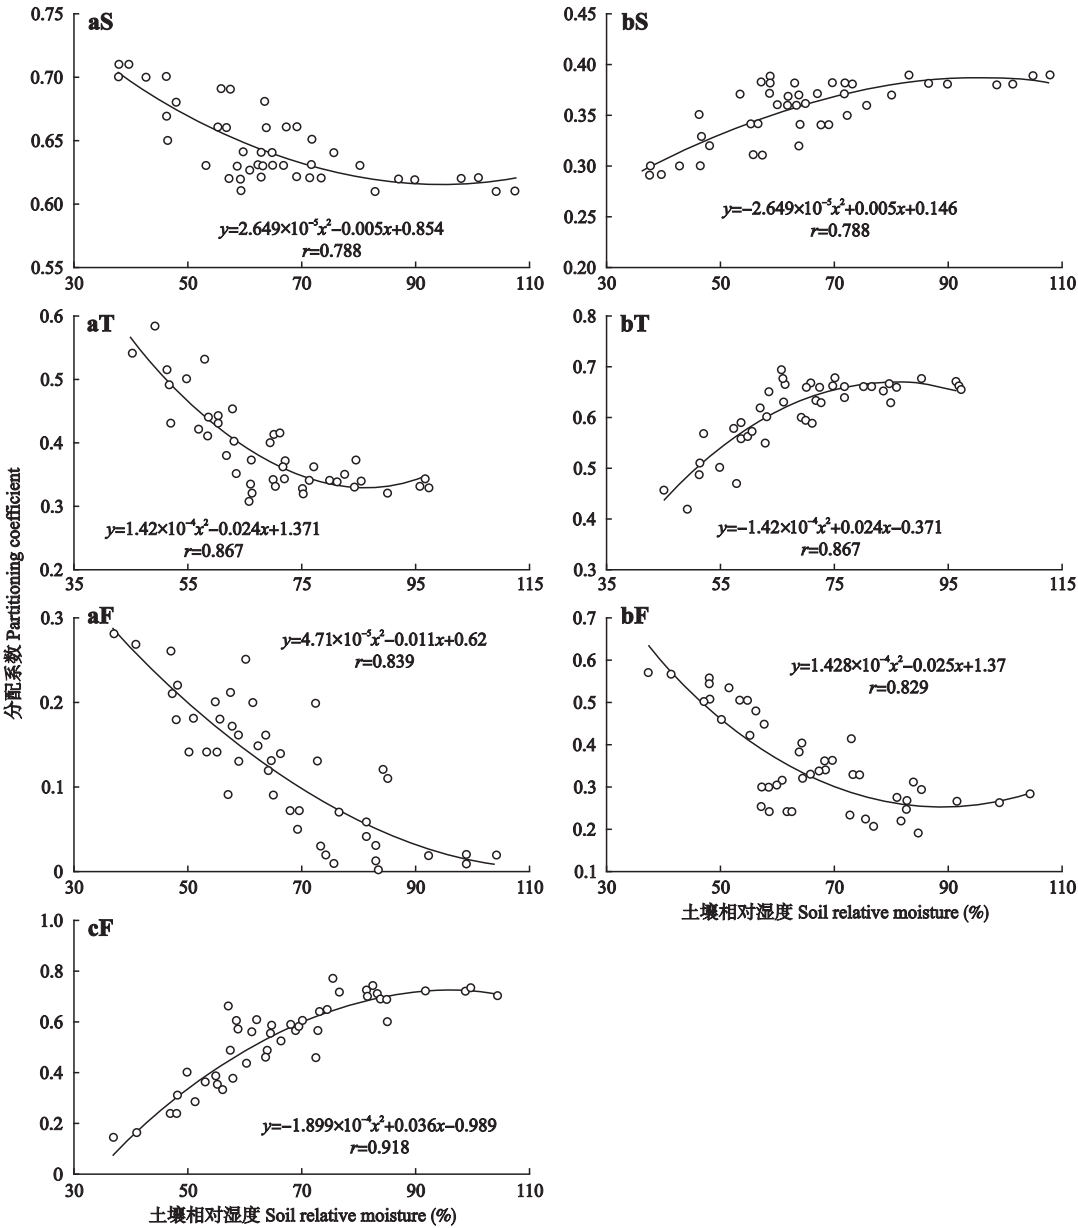 aS
0.75
0.70
0.65
0.60
0.55
y=2.649×10⁻⁵x²−0.005x+0.854
r=0.788
30 50 70 90 110
bS
0.45
0.40
0.35
0.30
0.25
0.20
y=−2.649×10⁻⁵x²+0.005x+0.146
r=0.788
30 50 70 90 110
aT
0.6
0.5
0.4
0.3
0.2
y=1.42×10⁻⁴x²−0.024x+1.371
r=0.867
35 55 75 95 115
bT
0.8
0.7
0.6
0.5
0.4
0.3
y=−1.42×10⁻⁴x²+0.024x−0.371
r=0.867
35 55 75 95 115
分配系数 Partitioning coefficient
aF
0.3
0.2
0.1
0
y=4.71×10⁻⁵x²−0.011x+0.62
r=0.839
30 50 70 90 110
bF
0.7
0.6
0.5
0.4
0.3
0.2
0.1
y=1.428×10⁻⁴x²−0.025x+1.37
r=0.829
30 50 70 90 110
土壤相对湿度 Soil relative moisture (%)
cF
1.0
0.8
0.6
0.4
0.2
0
y=−1.899×10⁻⁴x²+0.036x−0.989
r=0.918
30 50 70 90 110
土壤相对湿度 Soil relative moisture (%)